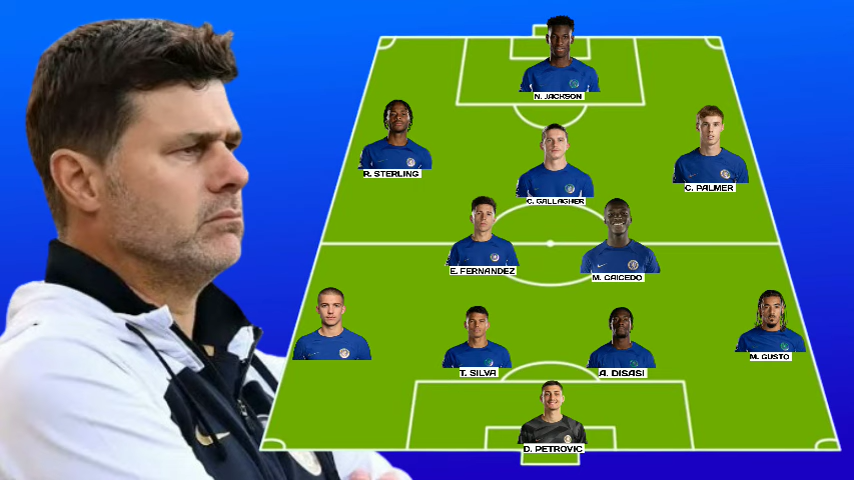 N. JACKSON
R. STERLING
C. PALMER
C. GALLAGHER
E. FERNANDEZ
M. CAICEDO
T. SILVA
A. DISASI
M. GUSTO
D. PETROVIC